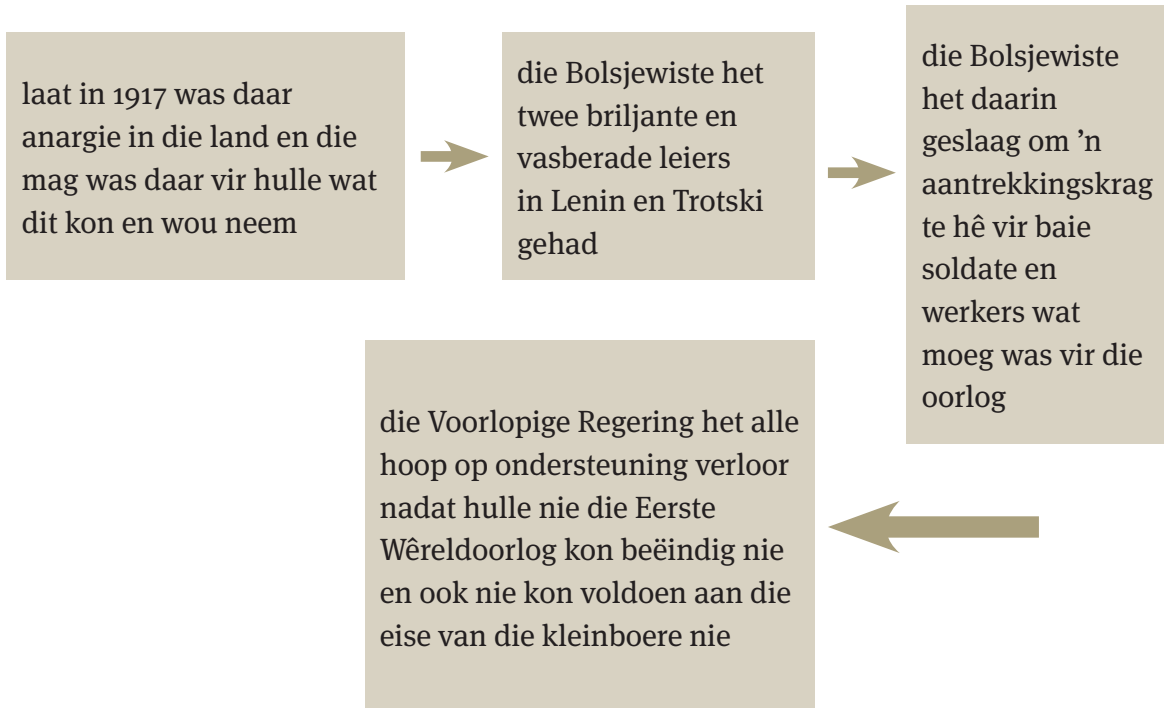 laat in 1917 was daar
anargie in die land en die
mag was daar vir hulle wat
dit kon en wou neem
die Bolsjewiste het
twee briljante en
vasberade leiers
in Lenin en Trotski
gehad
die Bolsjewiste
het daarin
geslaag om ’n
aantrekkingskrag
te hê vir baie
soldate en
werkers wat
moeg was vir die
oorlog
die Voorlopige Regering het alle
hoop op ondersteuning verloor
nadat hulle nie die Eerste
Wêreldoorlog kon beëindig nie
en ook nie kon voldoen aan die
eise van die kleinboere nie